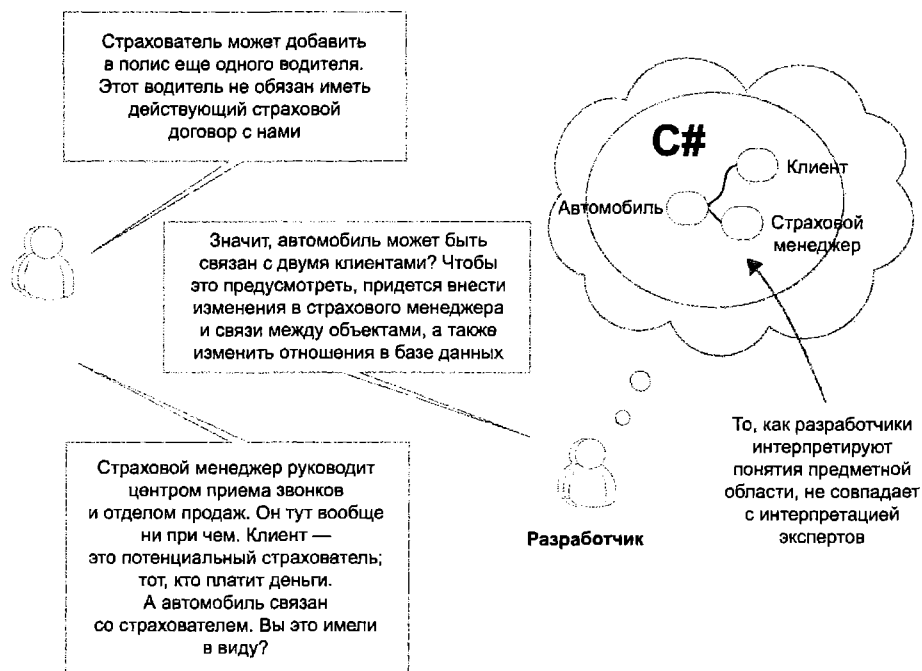 Страхователь может добавить
в полис еще одного водителя.
Этот водитель не обязан иметь
действующий страховой
договор с нами
C#
Клиент
Автомобиль
Страховой
менеджер
Значит, автомобиль может быть
связан с двумя клиентами? Чтобы
это предусмотреть, придется внести
изменения в страхового менеджера
и связи между объектами, а также
изменить отношения в базе данных
То, как разработчики
интерпретируют
понятия предметной
области, не совпадает
с интерпретацией
экспертов
Разработчик
Страховой менеджер руководит
центром приема звонков
и отделом продаж. Он тут вообще
ни при чем. Клиент —
это потенциальный страхователь;
тот, кто платит деньги.
А автомобиль связан
со страхователем. Вы это имели
в виду?